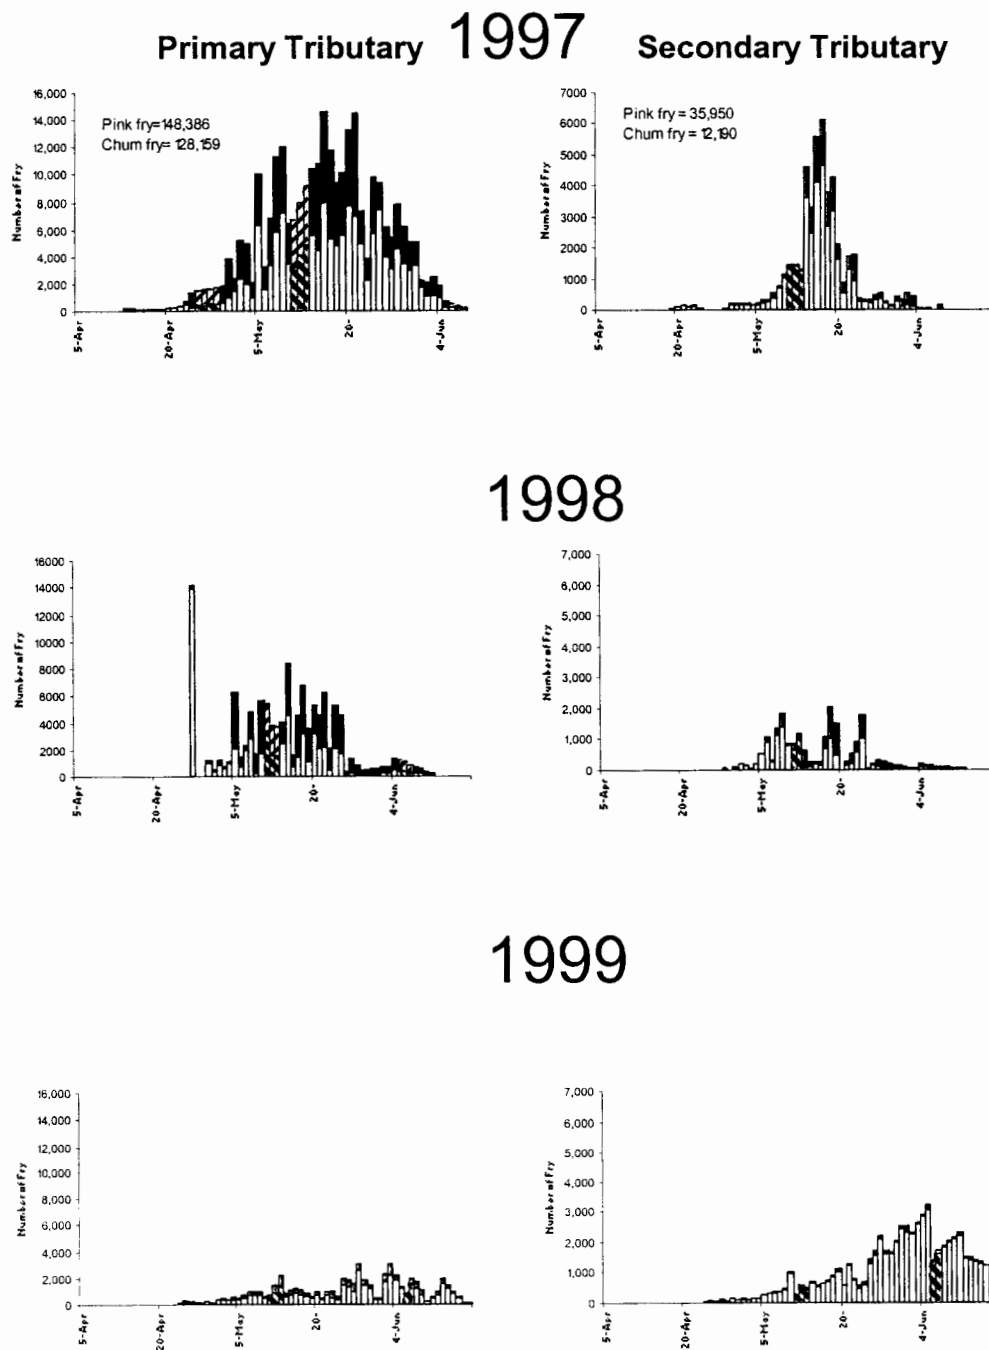 1997
Primary Tributary
Secondary Tributary
16,000
14,000
12,000
10,000
8,000
6,000
4,000
2,000
0
Number of Fry
Pink fry=148,386
Chum fry= 128,159
5-Apr
20-Apr
5-May
20-
4-Jun
7000
6000
5000
4000
3000
2000
1000
0
Number of Fry
Pink fry = 35,950
Chum fry = 12,190
5-Apr
20-Apr
5-May
20-
4-Jun
1998
16000
14000
12000
10000
8000
6000
4000
2000
0
Number of Fry
5-Apr
20-Apr
5-May
20-
4-Jun
7,000
6,000
5,000
4,000
3,000
2,000
1,000
0
Number of Fry
5-Apr
20-Apr
5-May
20-
4-Jun
1999
16,000
14,000
12,000
10,000
8,000
6,000
4,000
2,000
0
Number of Fry
5-Apr
20-Apr
5-May
20-
4-Jun
7,000
6,000
5,000
4,000
3,000
2,000
1,000
0
Number of Fry
5-Apr
20-Apr
5-May
20-
4-Jun